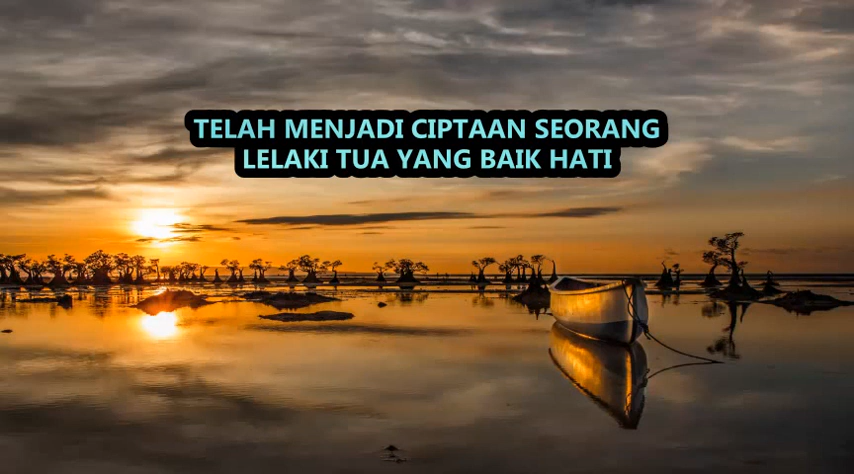 TELAH MENJADI CIPTAAN SEORANG
LELAKI TUA YANG BAIK HATI